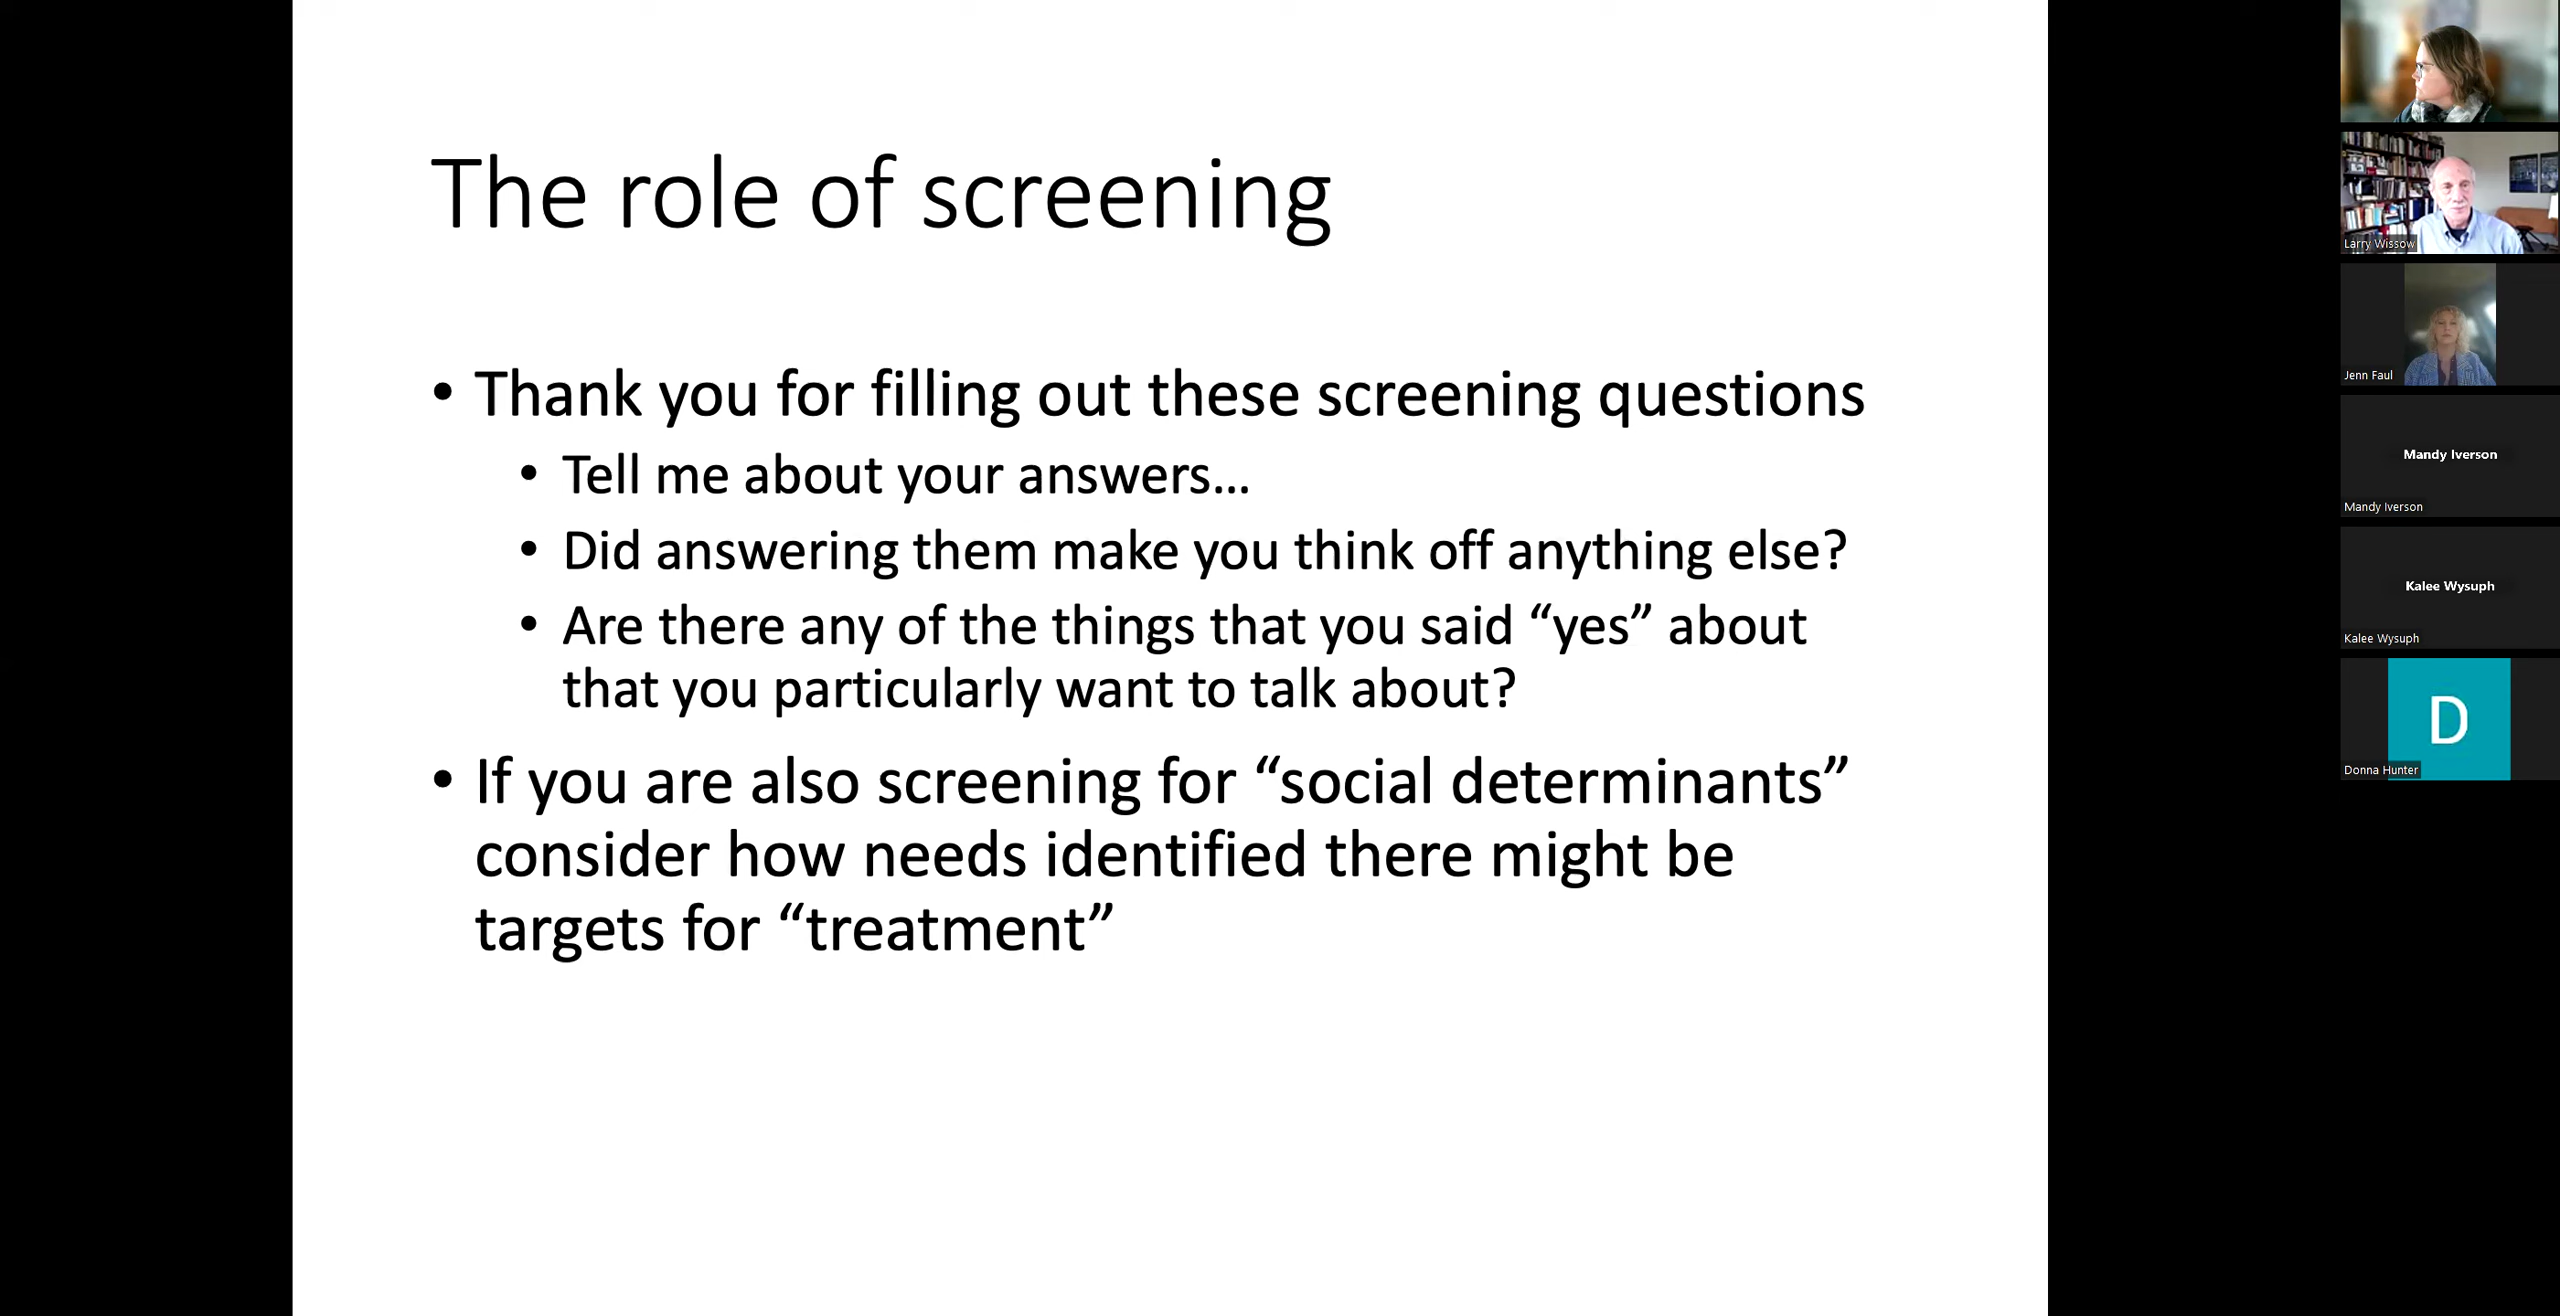 The role of screening
• Thank you for filling out these screening questions
• Tell me about your answers…
• Did answering them make you think off anything else?
• Are there any of the things that you said “yes” about
that you particularly want to talk about?
• If you are also screening for “social determinants”
consider how needs identified there might be
targets for “treatment”
Larry Wissow
Jenn Faul
Mandy Iverson
Mandy Iverson
Kalee Wysuph
Kalee Wysuph
D
Donna Hunter